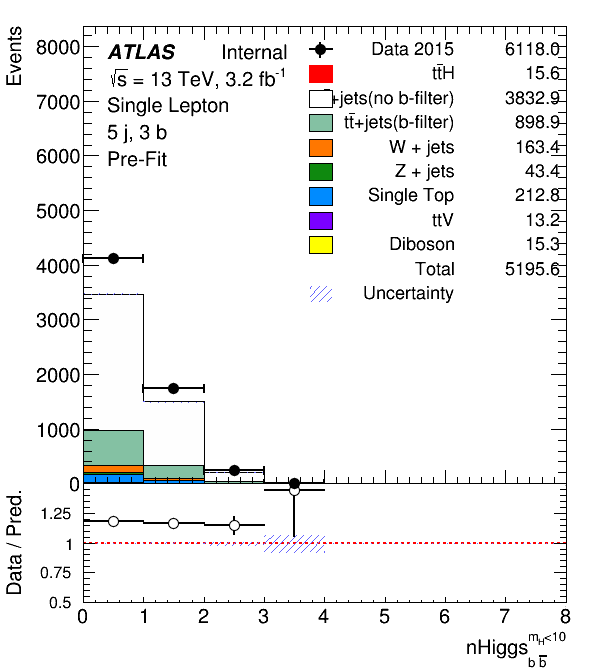 Events
ATLAS Internal
√s = 13 TeV, 3.2 fb⁻¹
Single Lepton
5 j, 3 b
Pre-Fit
Data 2015 6118.0
tt̄H 15.6
+jets(no b-filter) 3832.9
tt̄+jets(b-filter) 898.9
W + jets 163.4
Z + jets 43.4
Single Top 212.8
ttV 13.2
Diboson 15.3
Total 5195.6
Uncertainty
8000
7000
6000
5000
4000
3000
2000
1000
0
Data / Pred.
1.25
1
0.75
0.5
0 1 2 3 4 5 6 7 8
nHiggs m_H<10 b b̄